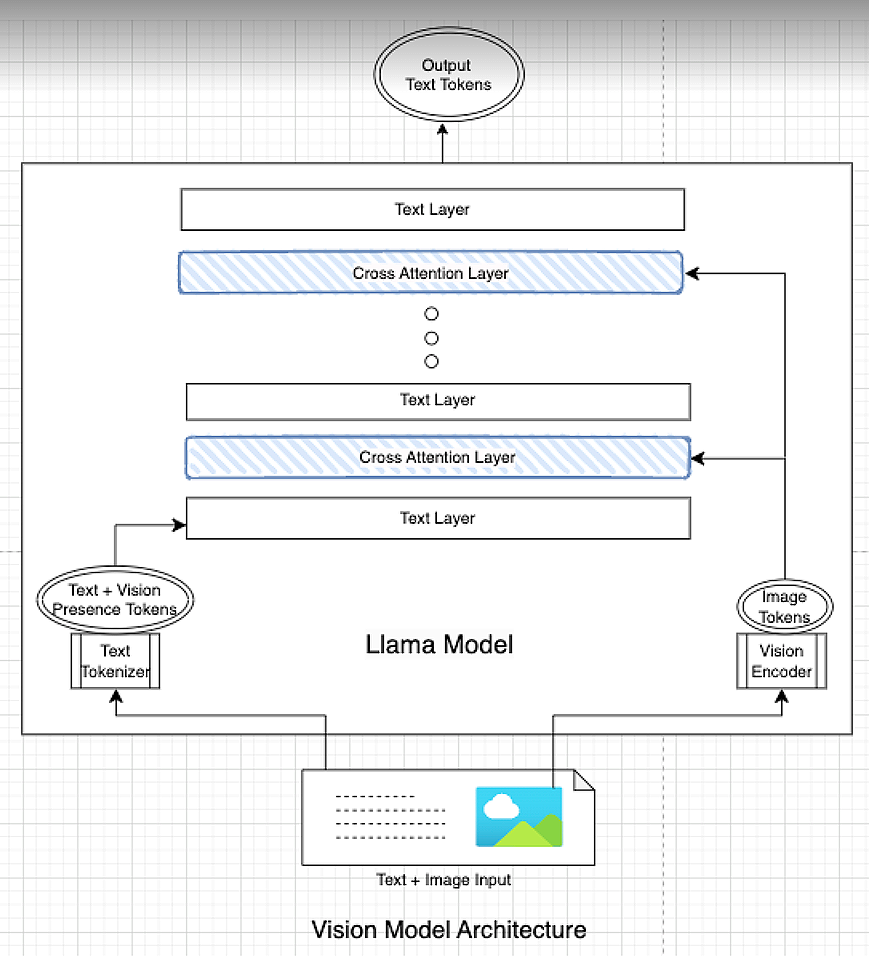 Output
Text Tokens
Text Layer
Cross Attention Layer
Text Layer
Cross Attention Layer
Text Layer
Text + Vision
Presence Tokens
Text
Tokenizer
Llama Model
Image
Tokens
Vision
Encoder
Text + Image Input
Vision Model Architecture